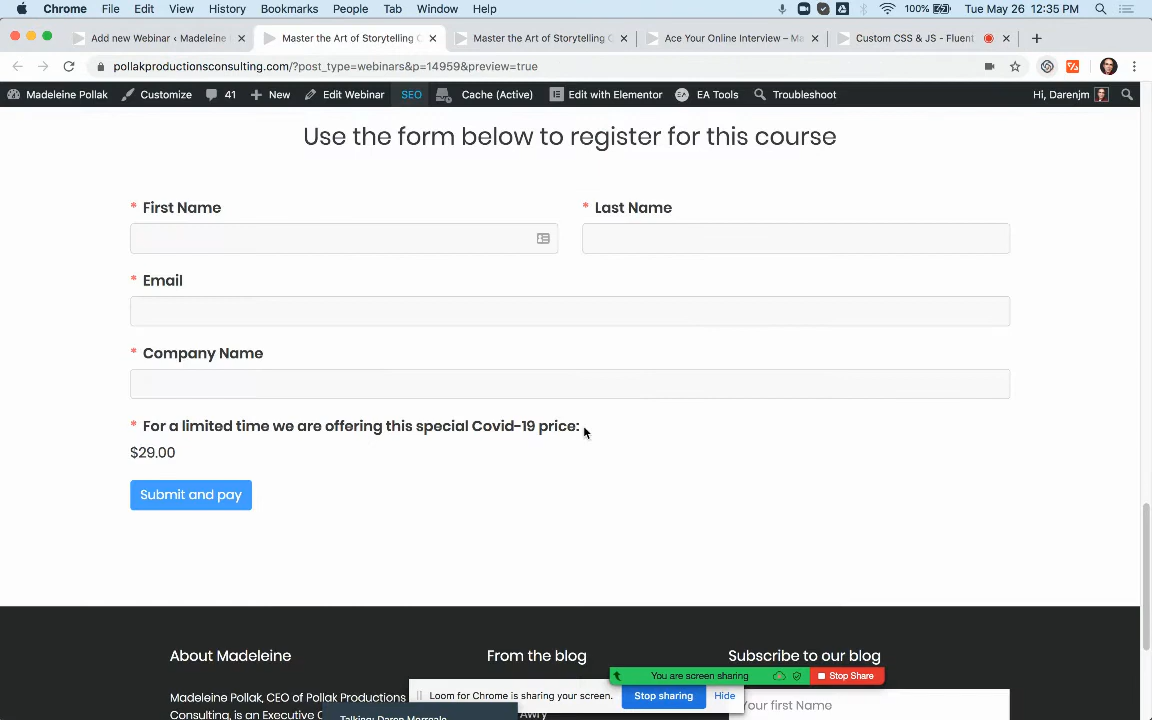 Chrome File Edit View History Bookmarks People Tab Window Help 100% Tue May 26 12:35 PM
Add new Webinar ‹ Madeleine Master the Art of Storytelling Master the Art of Storytelling Ace Your Online Interview – Custom CSS & JS - Fluent
pollakproductionsconsulting.com/?post_type=webinars&p=14959&preview=true
Madeleine Pollak Customize 41 New Edit Webinar SEO Cache (Active) Edit with Elementor EA Tools Troubleshoot Hi, Darenjm
Use the form below to register for this course
* First Name * Last Name
* Email
* Company Name
* For a limited time we are offering this special Covid-19 price:
$29.00
Submit and pay
About Madeleine From the blog Subscribe to our blog
You are screen sharing Stop Share
Madeleine Pollak, CEO of Pollak Productions
Loom for Chrome is sharing your screen. Stop sharing Hide
Your first name
Consulting, is an Executive Awry
Talking: Daren